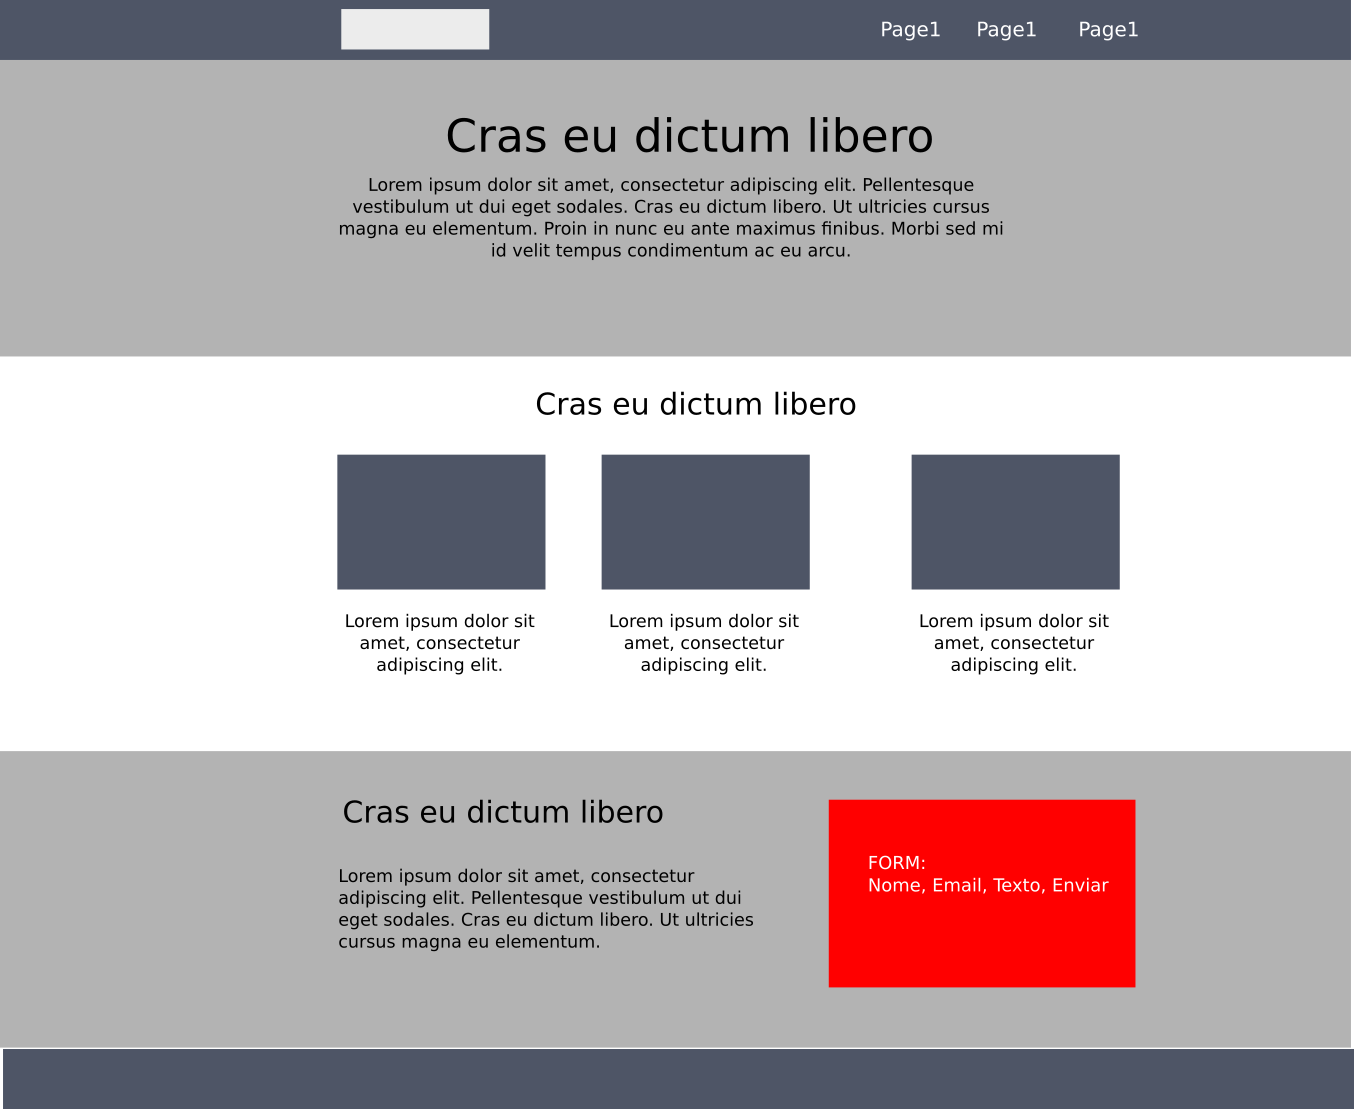 Page1 Page1 Page1
Cras eu dictum libero
Lorem ipsum dolor sit amet, consectetur adipiscing elit. Pellentesque
vestibulum ut dui eget sodales. Cras eu dictum libero. Ut ultricies cursus
magna eu elementum. Proin in nunc eu ante maximus finibus. Morbi sed mi
id velit tempus condimentum ac eu arcu.
Cras eu dictum libero
Lorem ipsum dolor sit
amet, consectetur
adipiscing elit.
Lorem ipsum dolor sit
amet, consectetur
adipiscing elit.
Lorem ipsum dolor sit
amet, consectetur
adipiscing elit.
Cras eu dictum libero
Lorem ipsum dolor sit amet, consectetur
adipiscing elit. Pellentesque vestibulum ut dui
eget sodales. Cras eu dictum libero. Ut ultricies
cursus magna eu elementum.
FORM:
Nome, Email, Texto, Enviar